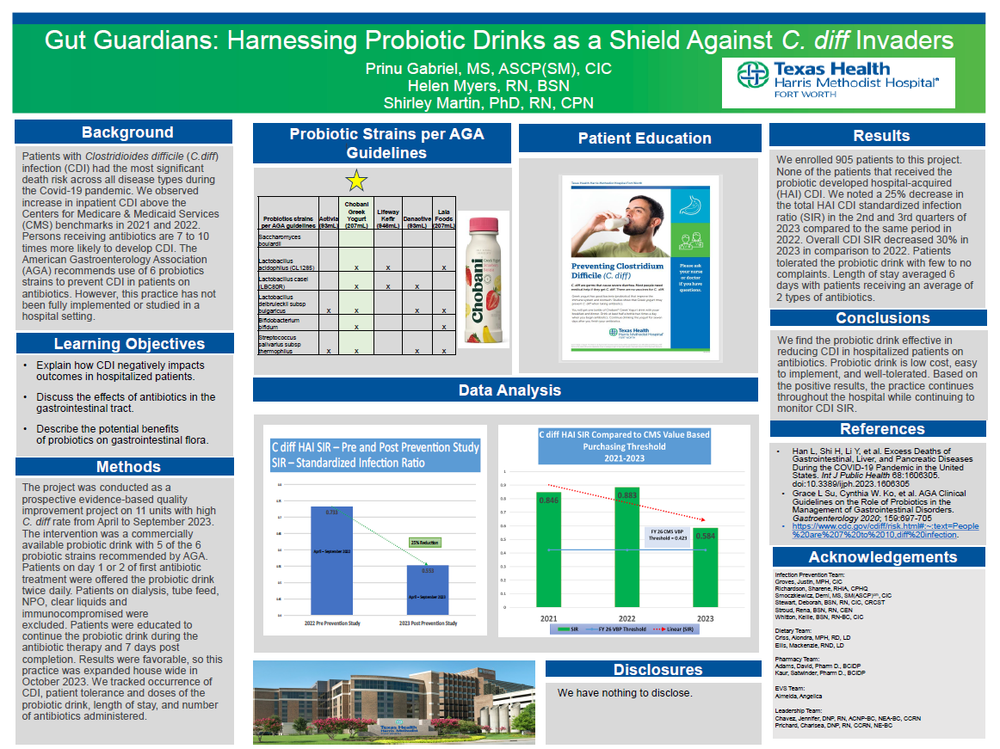 Gut Guardians: Harnessing Probiotic Drinks as a Shield Against C. diff Invaders
Prinu Gabriel, MS, ASCP(SM), CIC
Helen Myers, RN, BSN
Shirley Martin, PhD, RN, CPN
Texas Health
Harris Methodist Hospital®
FORT WORTH
Background
Patients with Clostridioides difficile (C.diff)
infection (CDI) had the most significant
death risk across all disease types during
the Covid-19 pandemic. We observed
increase in inpatient CDI above the
Centers for Medicare & Medicaid Services
(CMS) benchmarks in 2021 and 2022.
Persons receiving antibiotics are 7 to 10
times more likely to develop CDI. The
American Gastroenterology Association
(AGA) recommends use of 6 probiotics
strains to prevent CDI in patients on
antibiotics. However, this practice has not
been fully implemented or studied in a
hospital setting.
Learning Objectives
• Explain how CDI negatively impacts
outcomes in hospitalized patients.
• Discuss the effects of antibiotics in the
gastrointestinal tract.
• Describe the potential benefits
of probiotics on gastrointestinal flora.
Methods
The project was conducted as a
prospective evidence-based quality
improvement project on 11 units with high
C. diff rate from April to September 2023.
The intervention was a commercially
available probiotic drink with 5 of the 6
probiotic strains recommended by AGA.
Patients on day 1 or 2 of first antibiotic
treatment were offered the probiotic drink
twice daily. Patients on dialysis, tube feed,
NPO, clear liquids and
immunocompromised were
excluded. Patients were educated to
continue the probiotic drink during the
antibiotic therapy and 7 days post
completion. Results were favorable, so this
practice was expanded house wide in
October 2023. We tracked occurrence of
CDI, patient tolerance and doses of the
probiotic drink, length of stay, and number
of antibiotics administered.
Probiotic Strains per AGA
Guidelines
Probiotics strains per AGA guidelines Activia (93mL) Chobani Greek Yogurt (207mL) Lifeway Kefir (946mL) Danactive (93mL) Lala Foods (207mL)
Saccharomyces boulardii
Lactobacillus acidophilus (CL1285) X X X
Lactobacillus casei (LBC80R) X X X
Lactobacillus delbrueckii subsp bulgaricus X X X X
Bifidobacterium bifidum X X
Streptococcus salivarius subsp thermophilus X X X X
Chobani
Patient Education
Texas Health Harris Methodist Hospital Fort Worth
Preventing Clostridium
Difficile (C. diff)
Please ask
your nurse
or doctor
if you have
questions.
Texas Health
Harris Methodist Hospital
FORT WORTH
Data Analysis
C diff HAI SIR – Pre and Post Prevention Study
SIR – Standardized Infection Ratio
April - September 2022
25% Reduction
April - September 2023
2022 Pre Prevention Study
2023 Post Prevention Study
C diff HAI SIR Compared to CMS Value Based
Purchasing Threshold
2021-2023
1
0.9
0.8
0.7
0.6
0.5
0.4
0.3
0.2
0.1
0
0.846
0.883
0.584
FY 26 CMS VBP
Threshold = 0.423
2021
2022
2023
SIR
FY 26 VBP Threshold
Linear (SIR)
Texas Health
Harris Methodist Hospital
Disclosures
We have nothing to disclose.
Results
We enrolled 905 patients to this project.
None of the patients that received the
probiotic developed hospital-acquired
(HAI) CDI. We noted a 25% decrease in
the total HAI CDI standardized infection
ratio (SIR) in the 2nd and 3rd quarters of
2023 compared to the same period in
2022. Overall CDI SIR decreased 30% in
2023 in comparison to 2022. Patients
tolerated the probiotic drink with few to no
complaints. Length of stay averaged 6
days with patients receiving an average of
2 types of antibiotics.
Conclusions
We find the probiotic drink effective in
reducing CDI in hospitalized patients on
antibiotics. Probiotic drink is low cost, easy
to implement, and well-tolerated. Based on
the positive results, the practice continues
throughout the hospital while continuing to
monitor CDI SIR.
References
• Han L, Shi H, Li Y, et al. Excess Deaths of
Gastrointestinal, Liver, and Pancreatic Diseases
During the COVID-19 Pandemic in the United
States. Int J Public Health 68:1606305.
doi:10.3389/ijph.2023.1606305
• Grace L Su, Cynthia W. Ko, et al. AGA Clinical
Guidelines on the Role of Probiotics in the
Management of Gastrointestinal Disorders.
Gastroenterology 2020; 159:697-705
• https://www.cdc.gov/cdiff/risk.html#:~:text=People
%20are%207%20to%2010,diff%20infection.
Acknowledgements
Infection Prevention Team:
Groves, Justin, MPH, CIC
Richardson, Sharene, RHIA, CPHQ
Smoczkiewicz, Demi, MS, SM(ASCP)cm, CIC
Stewart, Deborah, BSN, RN, CIC, CRCST
Stroud, Rena, BSN, RN, CEN
Whitton, Kellie, BSN, RN-BC, CIC
Dietary Team:
Criss, Alondra, MPH, RD, LD
Ellis, Mackenzie, RND, LD
Pharmacy Team:
Adams, David, Pharm D., BCIDP
Kaur, Satwinder, Pharm D., BCIDP
EVS Team:
Almeida, Angelica
Leadership Team:
Chavez, Jennifer, DNP, RN, ACNP-BC, NEA-BC, CCRN
Prichard, Charisea, DNP, RN, CCRN, NE-BC